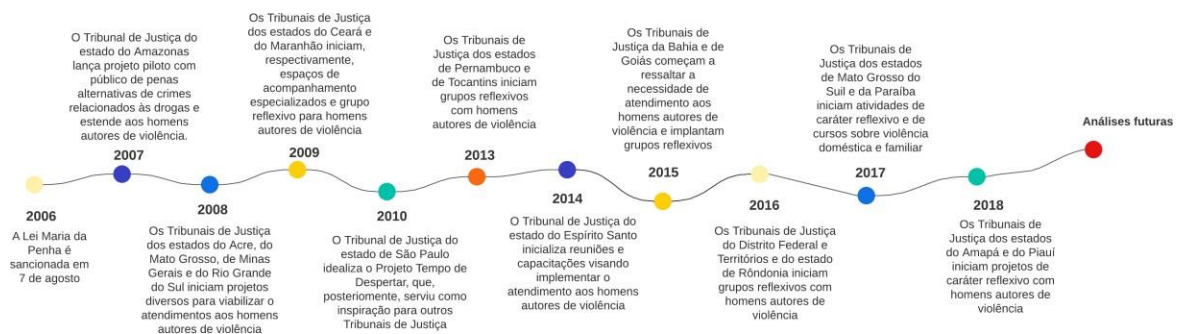 2006
A Lei Maria da
Penha é
sancionada em
7 de agosto
O Tribunal de Justiça do
estado do Amazonas
lança projeto piloto com
público de penas
alternativas de crimes
relacionados às drogas e
estende aos homens
autores de violência.
2007
2008
Os Tribunais de Justiça
dos estados do Acre, do
Mato Grosso, de Minas
Gerais e do Rio Grande
do Sul iniciam projetos
diversos para viabilizar o
atendimentos aos homens
autores de violência
Os Tribunais de Justiça
dos estados do Ceará e
do Maranhão iniciam,
respectivamente,
espaços de
acompanhamento
especializados e grupo
reflexivo para homens
autores de violência
2009
2010
O Tribunal de Justiça do
estado de São Paulo
idealiza o Projeto Tempo de
Despertar, que,
posteriormente, serviu como
inspiração para outros
Tribunais de Justiça
Os Tribunais de
Justiça dos estados
de Pernambuco e
de Tocantins iniciam
grupos reflexivos
com homens
autores de violência
2013
2014
O Tribunal de Justiça do
estado do Espírito Santo
inicializa reuniões e
capacitações visando
implementar o
atendimento aos homens
autores de violência
Os Tribunais de
Justiça da Bahia e de
Goiás começam a
ressaltar a
necessidade de
atendimento aos
homens autores de
violência e implantam
grupos reflexivos
2015
2016
Os Tribunais de Justiça
do Distrito Federal e
Territórios e do estado
de Rôndonia iniciam
grupos reflexivos com
homens autores de
violência
Os Tribunais de
Justiça dos estados
de Mato Grosso do
Suil e da Paraíba
iniciam atividades de
caráter reflexivo e de
cursos sobre violência
doméstica e familiar
2017
2018
Os Tribunais de
Justiça dos estados
do Amapá e do Piauí
iniciam projetos de
caráter reflexivo com
homens autores de
violência
Análises futuras